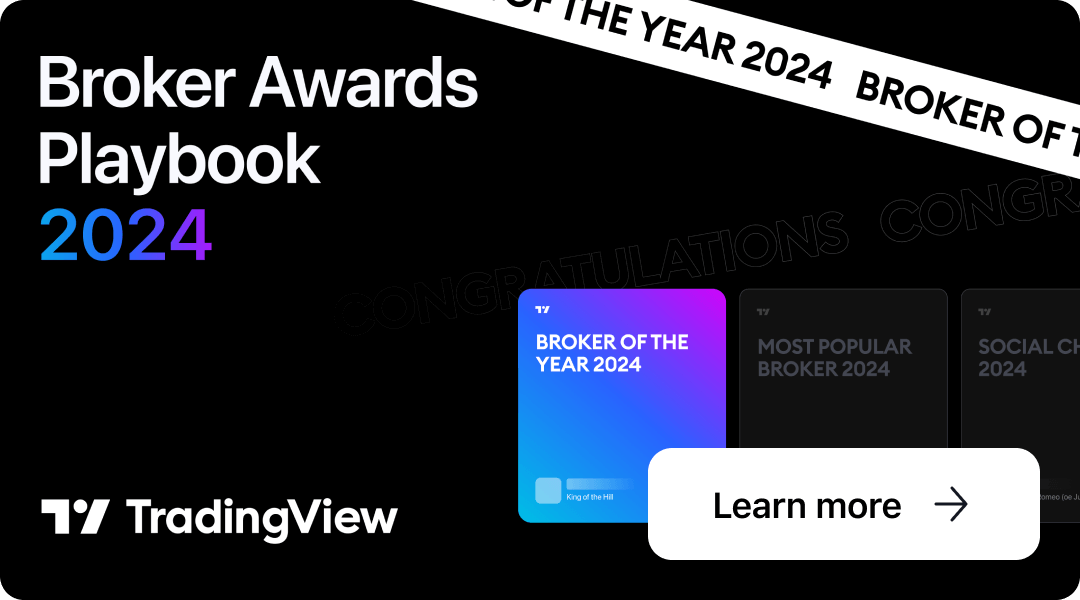 OF THE YEAR 2024 BROKER OF T
Broker Awards
Playbook
2024
CONGRATULATIONS CONGR
BROKER OF THE
YEAR 2024
King of the Hill
MOST POPULAR
BROKER 2024
SOCIAL CH
2024
Learn more
TradingView